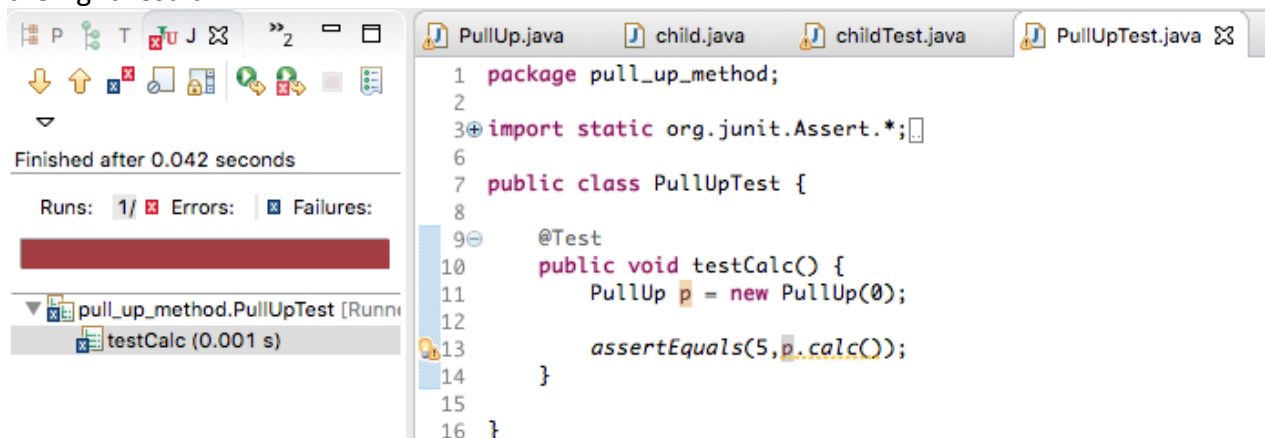 P T J U J 2
Finished after 0.042 seconds
Runs: 1/ Errors: Failures:
pull_up_method.PullUpTest [Runne
testCalc (0.001 s)
PullUp.java child.java childTest.java PullUpTest.java
1 package pull_up_method;
2
3 import static org.junit.Assert.*;
6
7 public class PullUpTest {
8
9 @Test
10 public void testCalc() {
11 PullUp p = new PullUp(0);
12
13 assertEquals(5,p.calc());
14 }
15
16 }